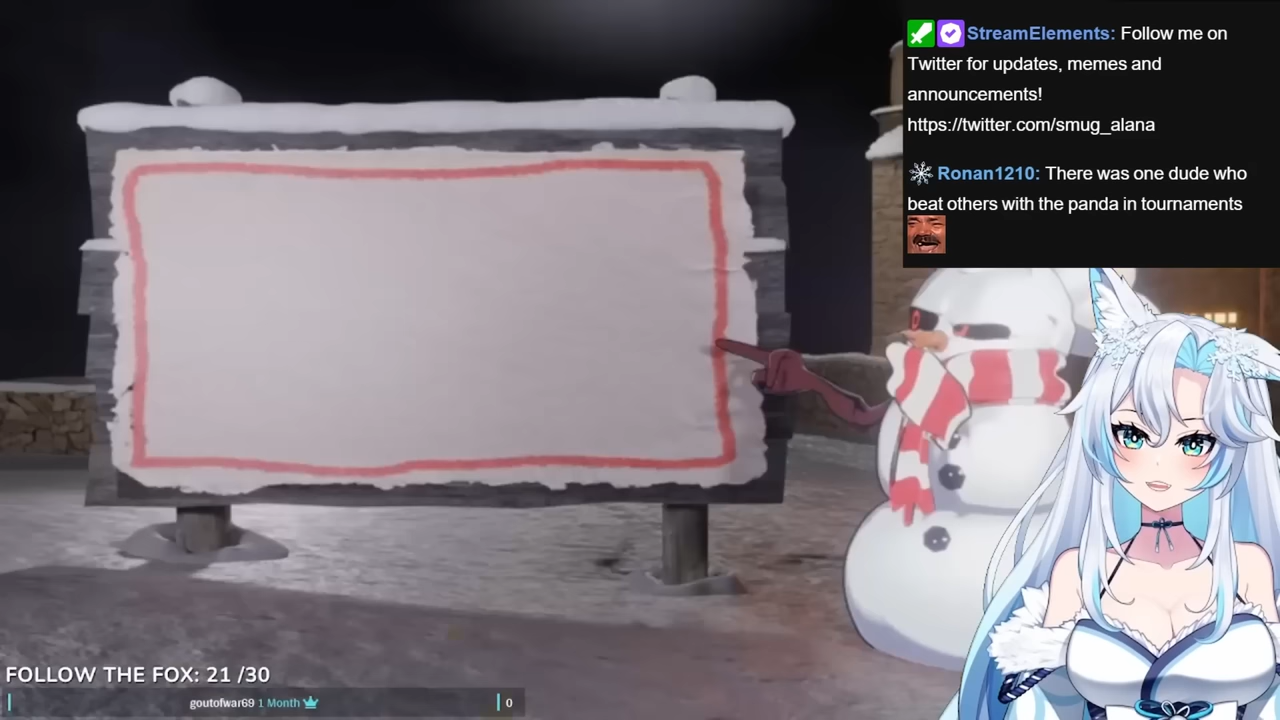 StreamElements: Follow me on
Twitter for updates, memes and
announcements!
https://twitter.com/smug_alana
Ronan1210: There was one dude who
beat others with the panda in tournaments
FOLLOW THE FOX: 21 /30
goutofwar69 1 Month
0